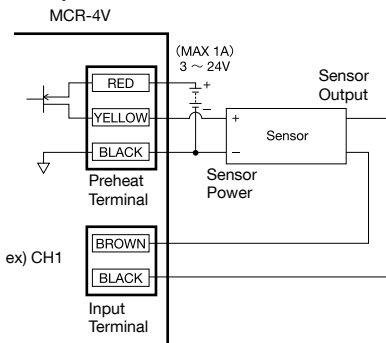 MCR-4V
(MAX 1A)
3 ～ 24V
RED
+
–
YELLOW
BLACK
Preheat
Terminal
+
–
Sensor
Sensor
Output
Sensor
Power
ex) CH1
BROWN
BLACK
Input
Terminal